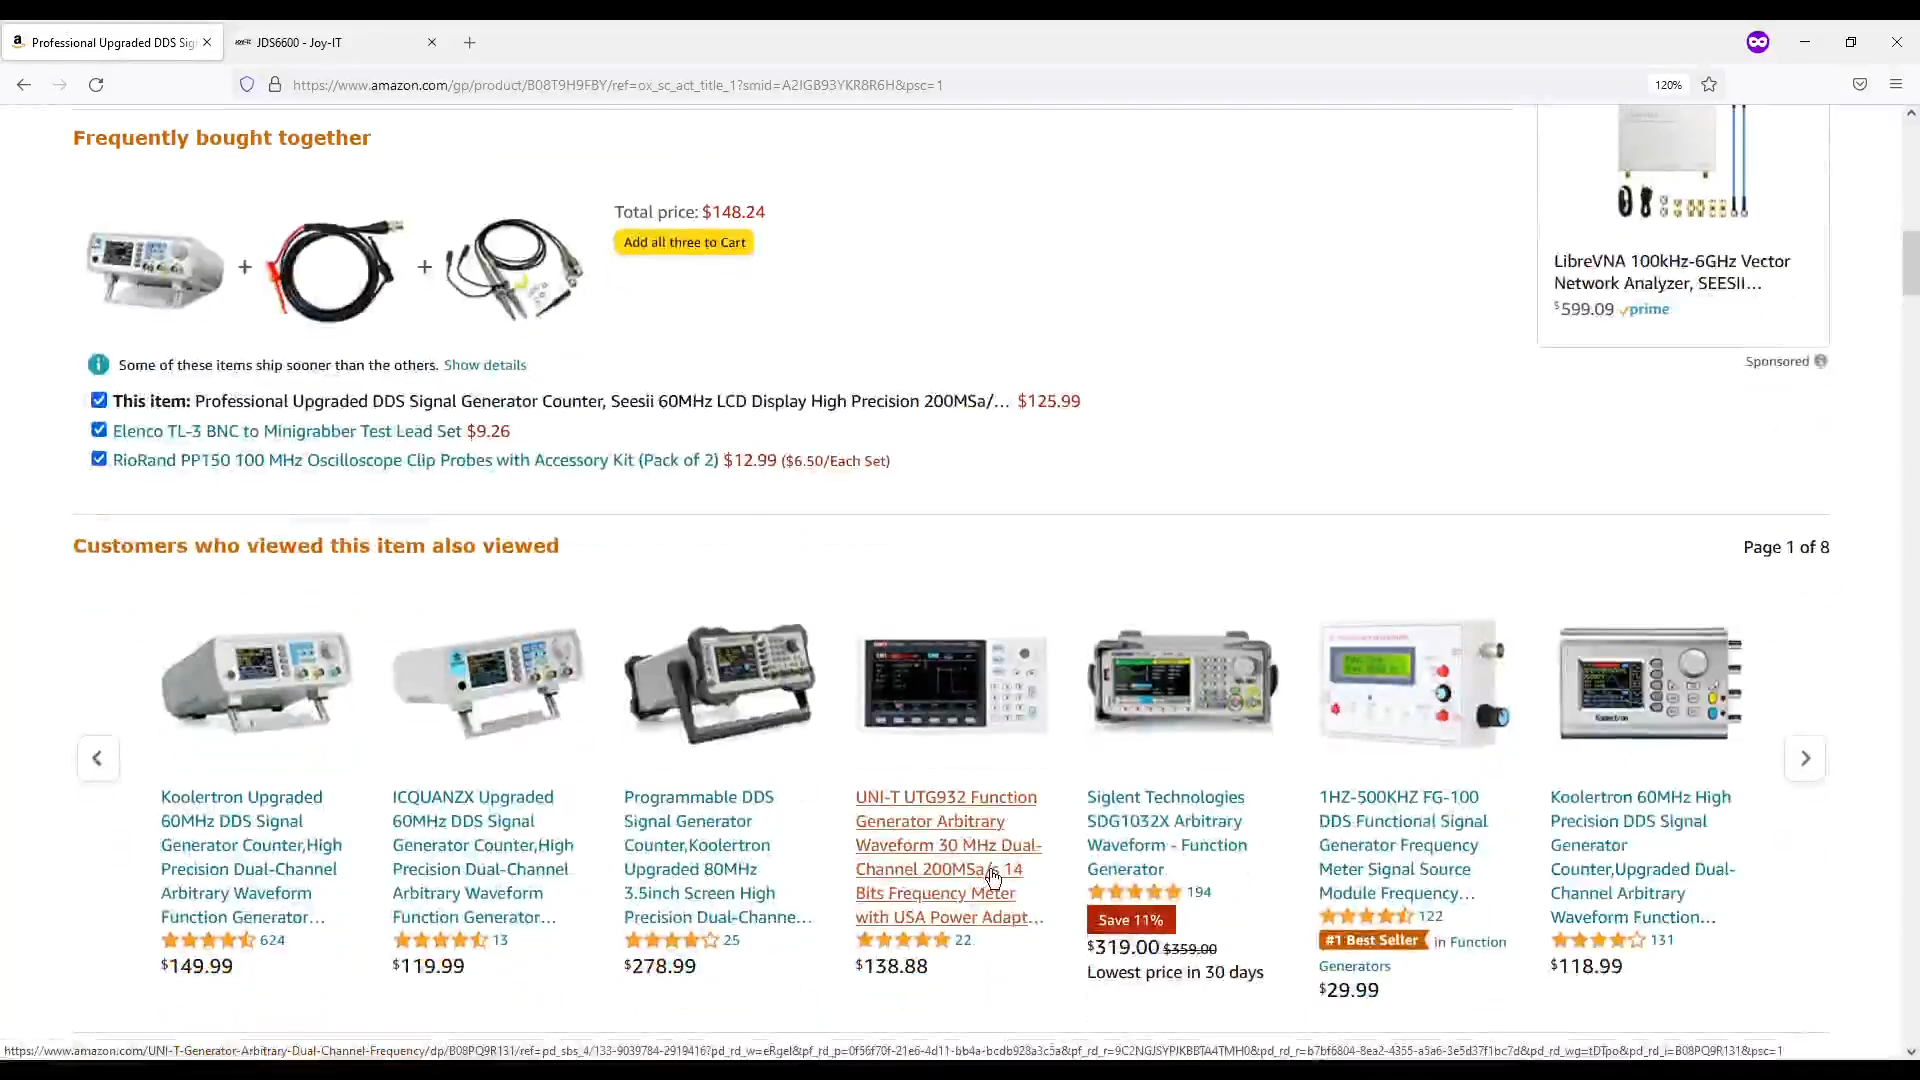 Professional Upgraded DDS Sig
JDS6600 - Joy-IT
https://www.amazon.com/gp/product/B08T9H9FBY/ref=ox_sc_act_title_1?smid=A2IGB93YKR8R6H&psc=1
120%
Frequently bought together
Total price: $148.24
Add all three to Cart
LibreVNA 100kHz-6GHz Vector
Network Analyzer, SEESII...
$599.09 prime
Sponsored
Some of these items ship sooner than the others. Show details
This item: Professional Upgraded DDS Signal Generator Counter, Seesii 60MHz LCD Display High Precision 200MSa/... $125.99
Elenco TL-3 BNC to Minigrabber Test Lead Set $9.26
RioRand PP150 100 MHz Oscilloscope Clip Probes with Accessory Kit (Pack of 2) $12.99 ($6.50/Each Set)
Customers who viewed this item also viewed
Page 1 of 8
Koolertron Upgraded
60MHz DDS Signal
Generator Counter,High
Precision Dual-Channel
Arbitrary Waveform
Function Generator...
624
$149.99
ICQUANZX Upgraded
60MHz DDS Signal
Generator Counter,High
Precision Dual-Channel
Arbitrary Waveform
Function Generator...
13
$119.99
Programmable DDS
Signal Generator
Counter,Koolertron
Upgraded 80MHz
3.5inch Screen High
Precision Dual-Channe...
25
$278.99
UNI-T UTG932 Function
Generator Arbitrary
Waveform 30 MHz Dual-
Channel 200MSa/s 14
Bits Frequency Meter
with USA Power Adapt...
22
$138.88
Siglent Technologies
SDG1032X Arbitrary
Waveform - Function
Generator
194
Save 11%
$319.00 $359.00
Lowest price in 30 days
1HZ-500KHZ FG-100
DDS Functional Signal
Generator Frequency
Meter Signal Source
Module Frequency...
122
#1 Best Seller in Function
Generators
$29.99
Koolertron
Koolertron 60MHz High
Precision DDS Signal
Generator
Counter,Upgraded Dual-
Channel Arbitrary
Waveform Function...
131
$118.99
https://www.amazon.com/UNI-T-Generator-Arbitrary-Dual-Channel-Frequency/dp/B08PQ9R131/ref=pd_sbs_4/133-9039784-2919416?pd_rd_w=eRgeI&pf_rd_p=0f56f70f-21e6-4d11-bb4a-bcdb928a3c5a&pf_rd_r=9C2NGJSYPJKBBTA4TMH0&pd_rd_r=b7bf6804-8ea2-4355-a5a6-3e5d37f1bc7d&pd_rd_wg=tDTpo&pd_rd_i=B08PQ9R131&psc=1